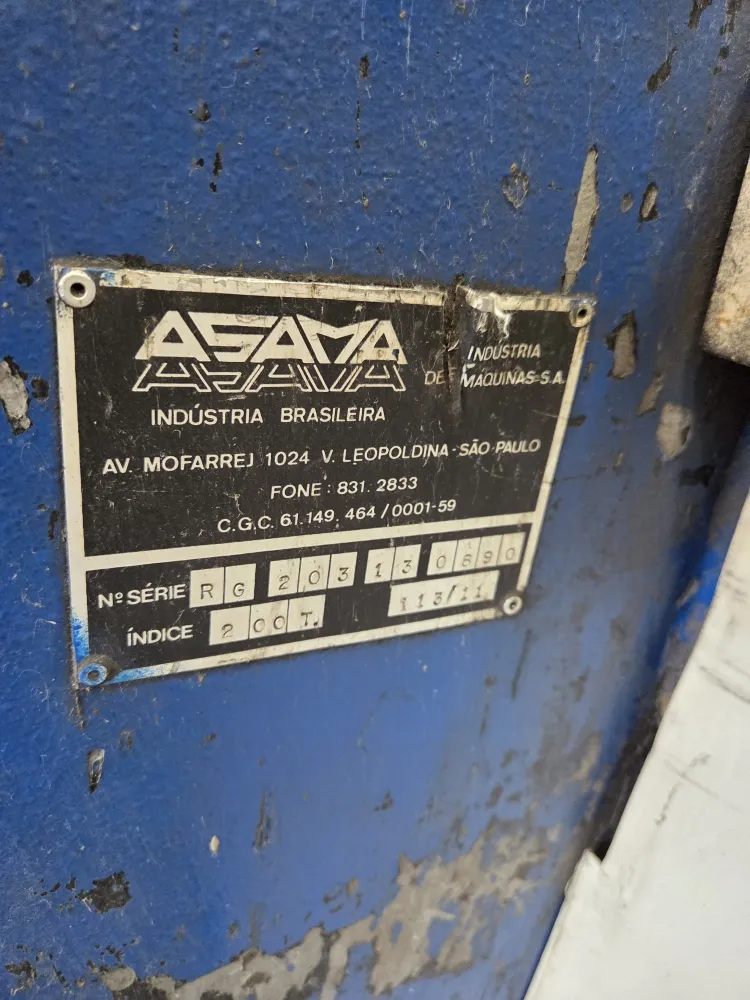 ASAMA
INDÚSTRIA
DE MÁQUINAS S.A.
INDÚSTRIA BRASILEIRA
AV. MOFARREJ 1024 V. LEOPOLDINA - SÃO PAULO
FONE : 831. 2833
C.G.C. 61.149. 464 / 0001-59
Nº SÉRIE RG 203 13 0890
ÍNDICE 200T. 113/11